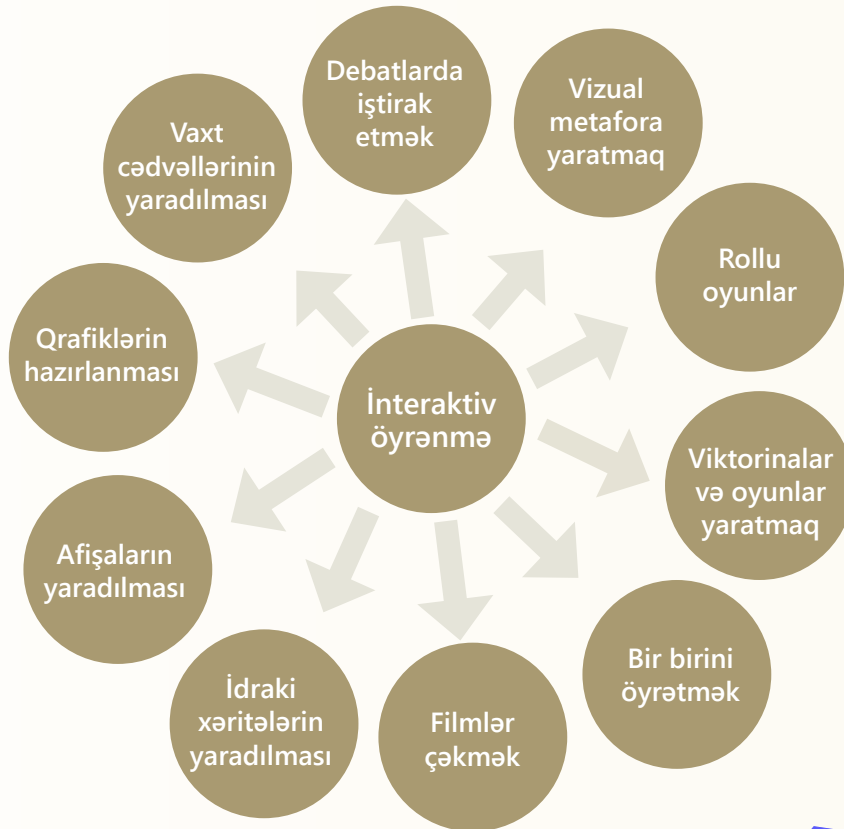 Debatlarda
iştirak
etmək
Vizual
metafora
yaratmaq
Rollu
oyunlar
Viktorinalar
və oyunlar
yaratmaq
Bir birini
öyrətmək
Filmlər
çəkmək
İdraki
xəritələrin
yaradılması
Afişaların
yaradılması
Qrafiklərin
hazırlanması
Vaxt
cədvəllərinin
yaradılması
İnteraktiv
öyrənmə